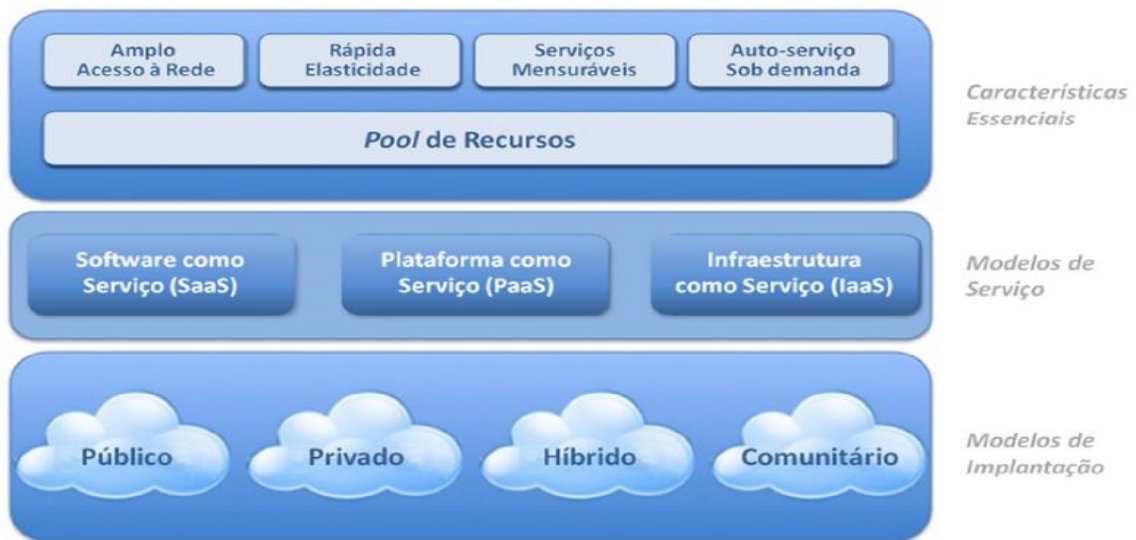 Amplo
Acesso à Rede
Rápida
Elasticidade
Serviços
Mensuráveis
Auto-serviço
Sob demanda
Características
Essenciais
Pool de Recursos
Software como
Serviço (SaaS)
Plataforma como
Serviço (PaaS)
Infraestrutura
como Serviço (IaaS)
Modelos de
Serviço
Público
Privado
Híbrido
Comunitário
Modelos de
Implantação